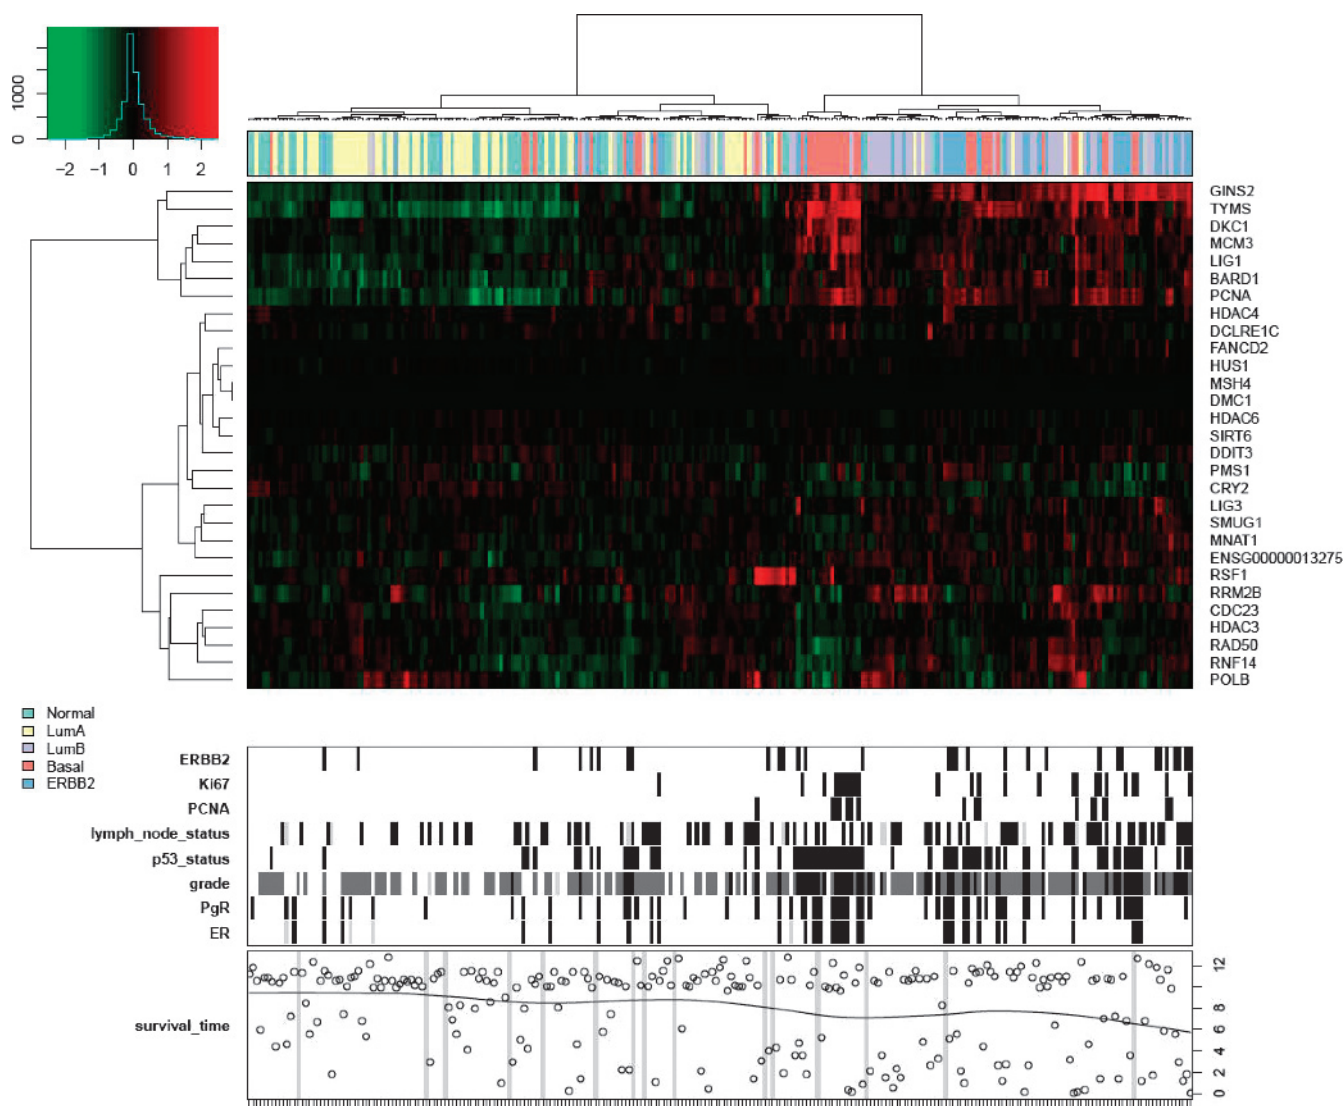 1000
0
−2 −1 0 1 2
GINS2
TYMS
DKC1
MCM3
LIG1
BARD1
PCNA
HDAC4
DCLRE1C
FANCD2
HUS1
MSH4
DMC1
HDAC6
SIRT6
DDIT3
PMS1
CRY2
LIG3
SMUG1
MNAT1
ENSG00000013275
RSF1
RRM2B
CDC23
HDAC3
RAD50
RNF14
POLB
Normal
LumA
LumB
Basal
ERBB2
ERBB2
Ki67
PCNA
lymph_node_status
p53_status
grade
PgR
ER
survival_time
12
8
6
4
2
0